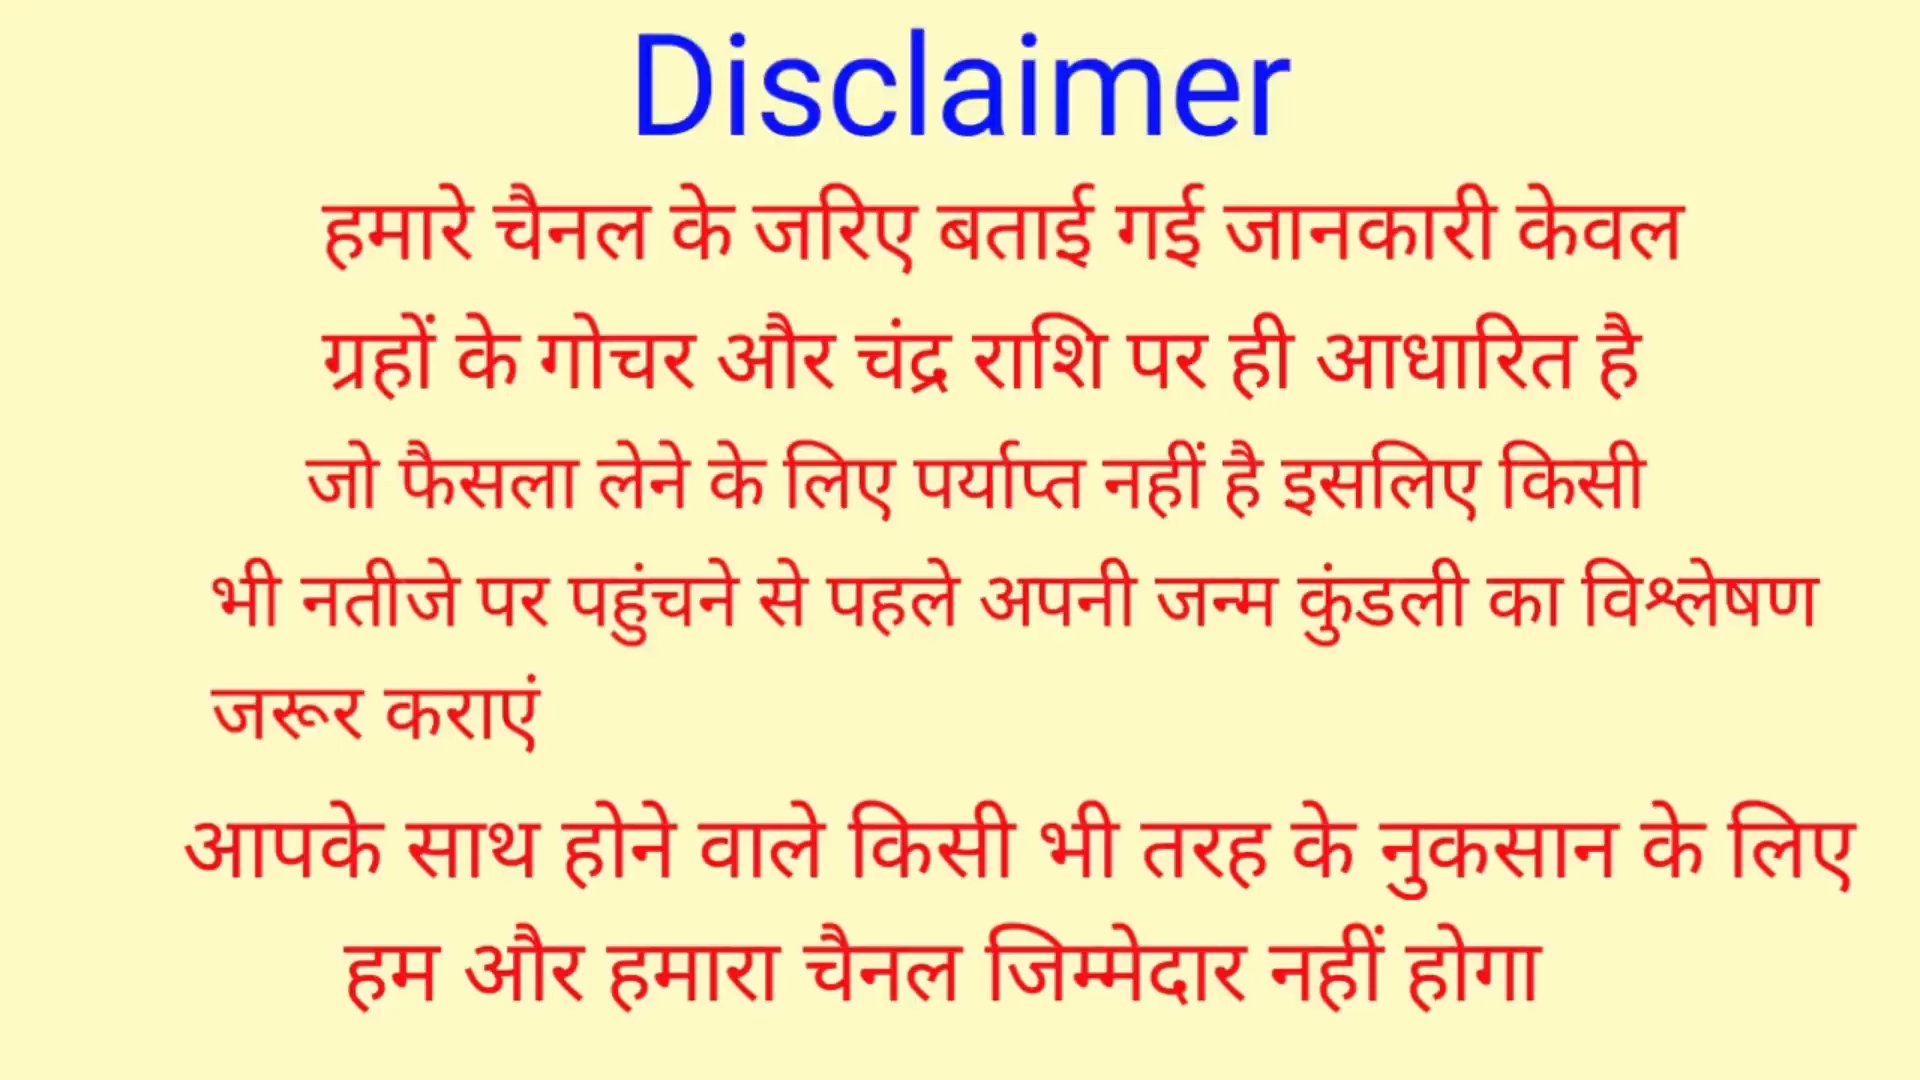 Disclaimer
हमारे चैनल के जरिए बताई गई जानकारी केवल
ग्रहों के गोचर और चंद्र राशि पर ही आधारित है
जो फैसला लेने के लिए पर्याप्त नहीं है इसलिए किसी
भी नतीजे पर पहुंचने से पहले अपनी जन्म कुंडली का विश्लेषण
जरूर कराएं
आपके साथ होने वाले किसी भी तरह के नुकसान के लिए
हम और हमारा चैनल जिम्मेदार नहीं होगा